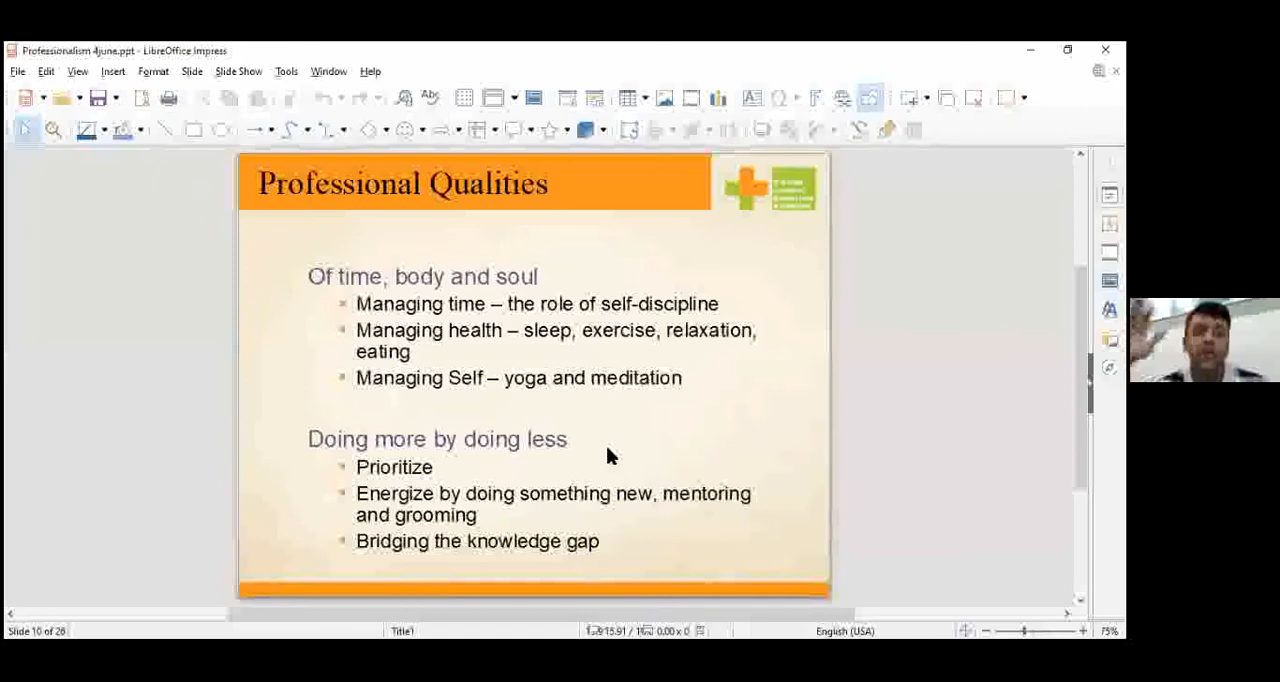 Professionalism 4june.ppt - LibreOffice Impress
File Edit View Insert Format Slide Slide Show Tools Window Help
Professional Qualities
Of time, body and soul
Managing time – the role of self-discipline
Managing health – sleep, exercise, relaxation,
eating
Managing Self – yoga and meditation
Doing more by doing less
Prioritize
Energize by doing something new, mentoring
and grooming
Bridging the knowledge gap
Slide 10 of 26
Title1
0.00 x 0
English (USA)
75%